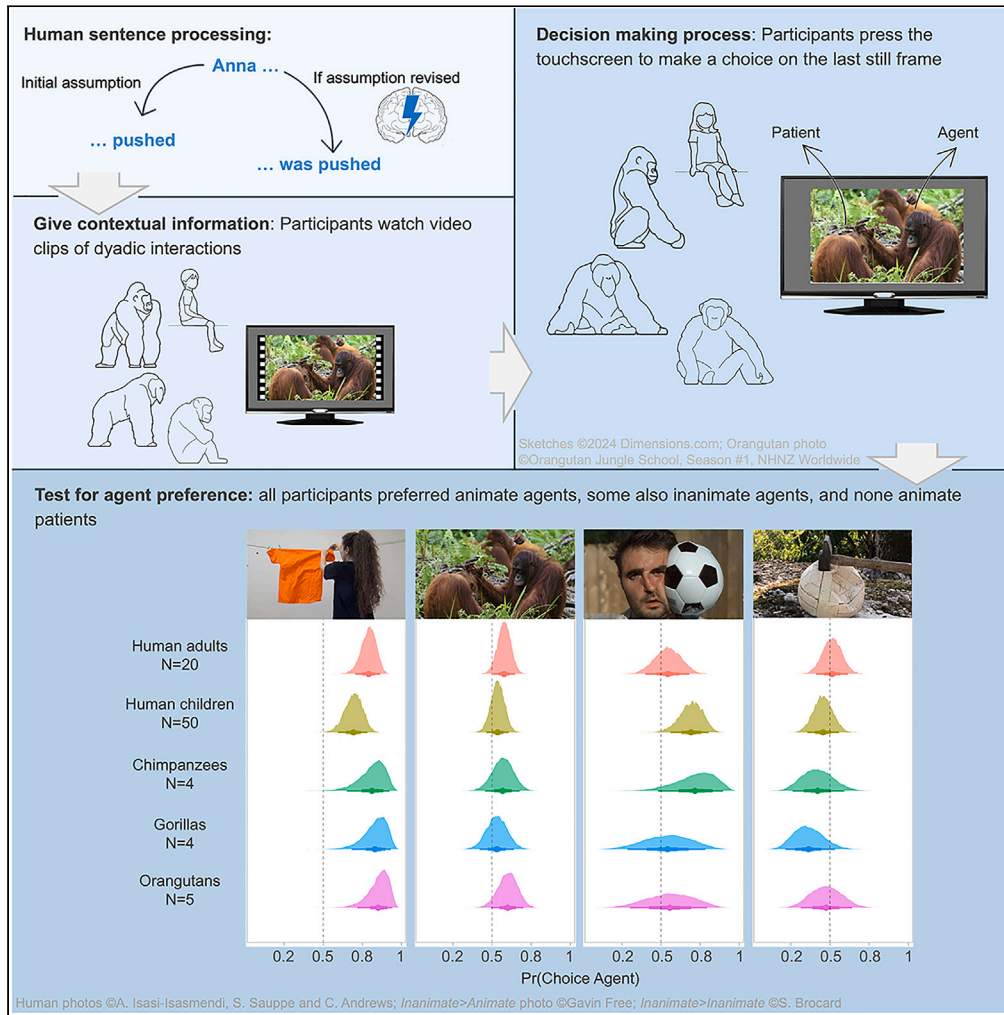 Human sentence processing:
Anna ...
Initial assumption
If assumption revised
... pushed
... was pushed
Give contextual information: Participants watch video
clips of dyadic interactions
Decision making process: Participants press the
touchscreen to make a choice on the last still frame
Patient
Agent
Sketches ©2024 Dimensions.com; Orangutan photo
©Orangutan Jungle School, Season #1, NHNZ Worldwide
Test for agent preference: all participants preferred animate agents, some also inanimate agents, and none animate
patients
Human adults
N=20
Human children
N=50
Chimpanzees
N=4
Gorillas
N=4
Orangutans
N=5
0.2 0.5 0.8 1 0.2 0.5 0.8 1 0.2 0.5 0.8 1 0.2 0.5 0.8 1
Pr(Choice Agent)
Human photos ©A. Isasi-Isasmendi, S. Sauppe and C. Andrews; Inanimate>Animate photo ©Gavin Free; Inanimate>Inanimate ©S. Brocard